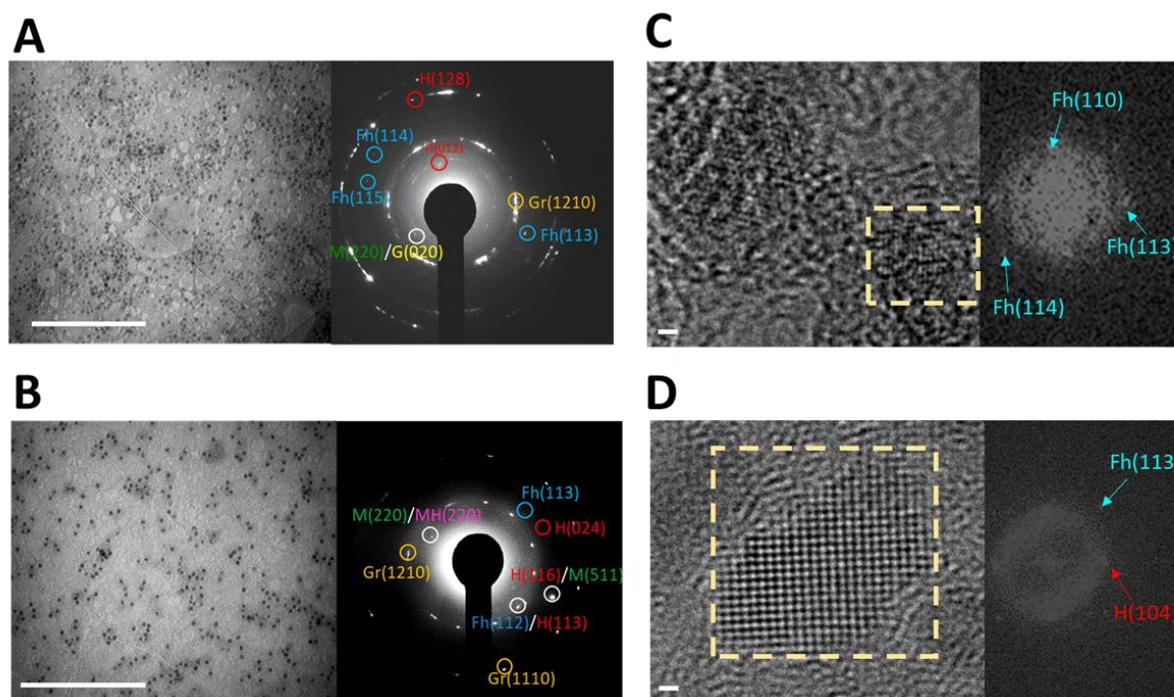 A
H(128)
Fh(114)
H(012)
Fh(115)
Gr(1210)
Fh(113)
M(220)/G(020)
C
Fh(110)
Fh(113)
Fh(114)
B
Fh(113)
M(220)/MH(220)
H(024)
Gr(1210)
H(116)/M(511)
Fh(112)/H(113)
Gr(1110)
D
Fh(113)
H(104)